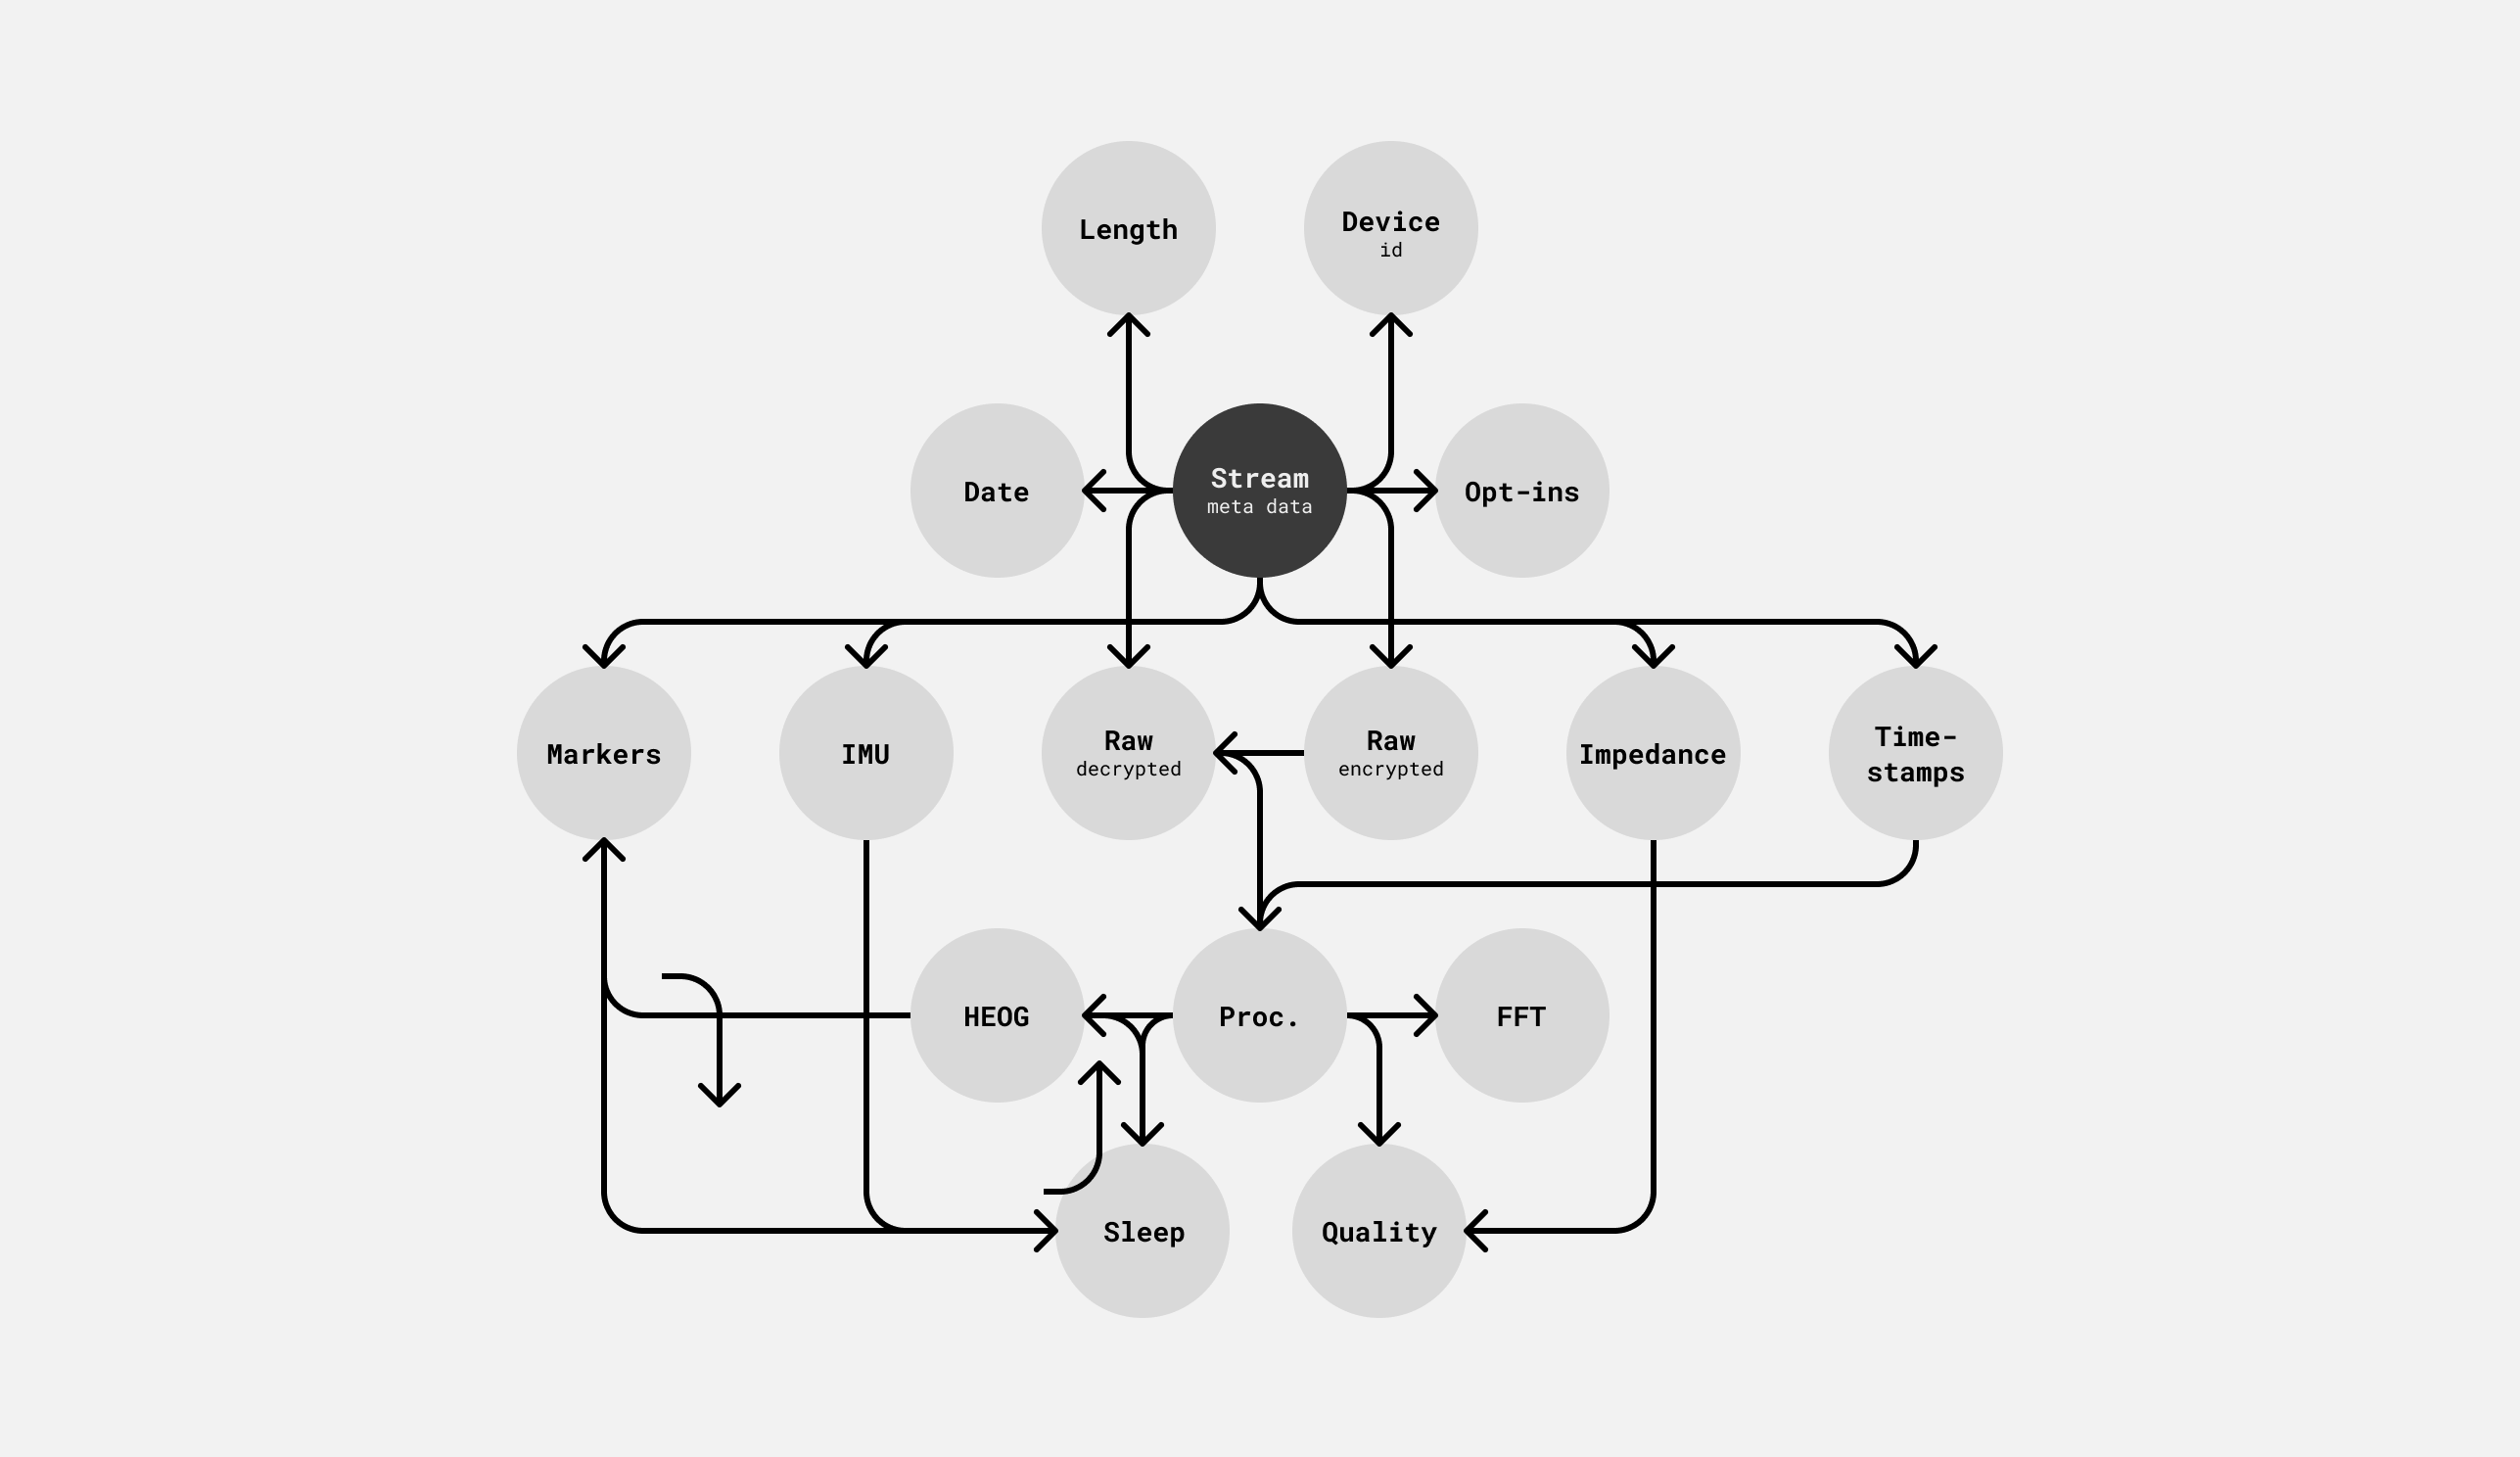 Length
Device
id
Date
Stream
meta data
Opt-ins
Markers
IMU
Raw
decrypted
Raw
encrypted
Impedance
Time-
stamps
HEOG
Proc.
FFT
Sleep
Quality